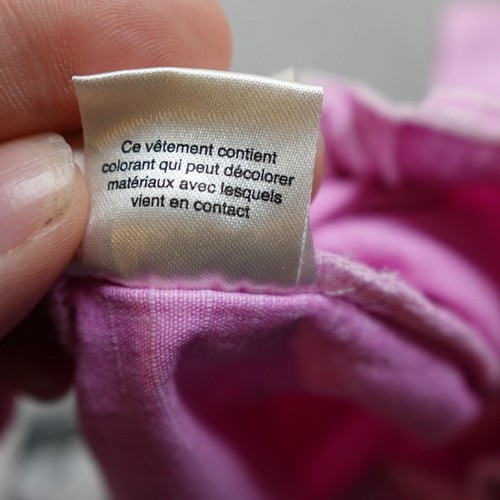 Ce vêtement contient
colorant qui peut décolorer
matériaux avec lesquels
vient en contact